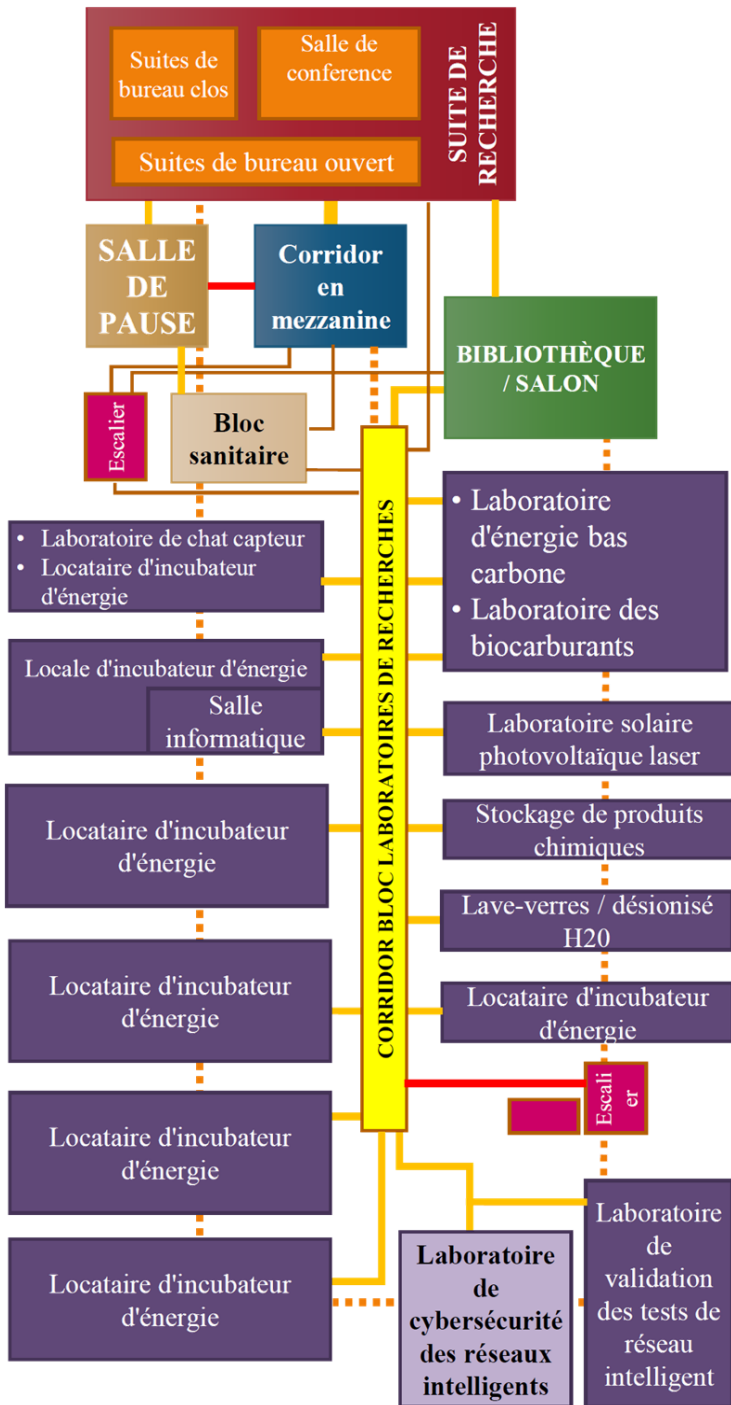 Suites de
bureau clos
Salle de
conference
SUITE DE
RECHERCHE
Suites de bureau ouvert
SALLE
DE
PAUSE
Corridor
en
mezzanine
BIBLIOTHÈQUE
/ SALON
Escalier
Bloc
sanitaire
CORRIDOR BLOC LABORATOIRES DE RECHERCHES
• Laboratoire de chat capteur
• Locataire d'incubateur
d'énergie
• Laboratoire
d'énergie bas
carbone
• Laboratoire des
biocarburants
Locale d'incubateur d'énergie
Salle
informatique
Laboratoire solaire
photovoltaïque laser
Locataire d'incubateur
d'énergie
Stockage de produits
chimiques
Lave-verres / désionisé
H20
Locataire d'incubateur
d'énergie
Locataire d'incubateur
d'énergie
Escali
er
Locataire d'incubateur
d'énergie
Locataire d'incubateur
d'énergie
Laboratoire
de
cybersécurité
des réseaux
intelligents
Laboratoire
de
validation
des tests de
réseau
intelligent